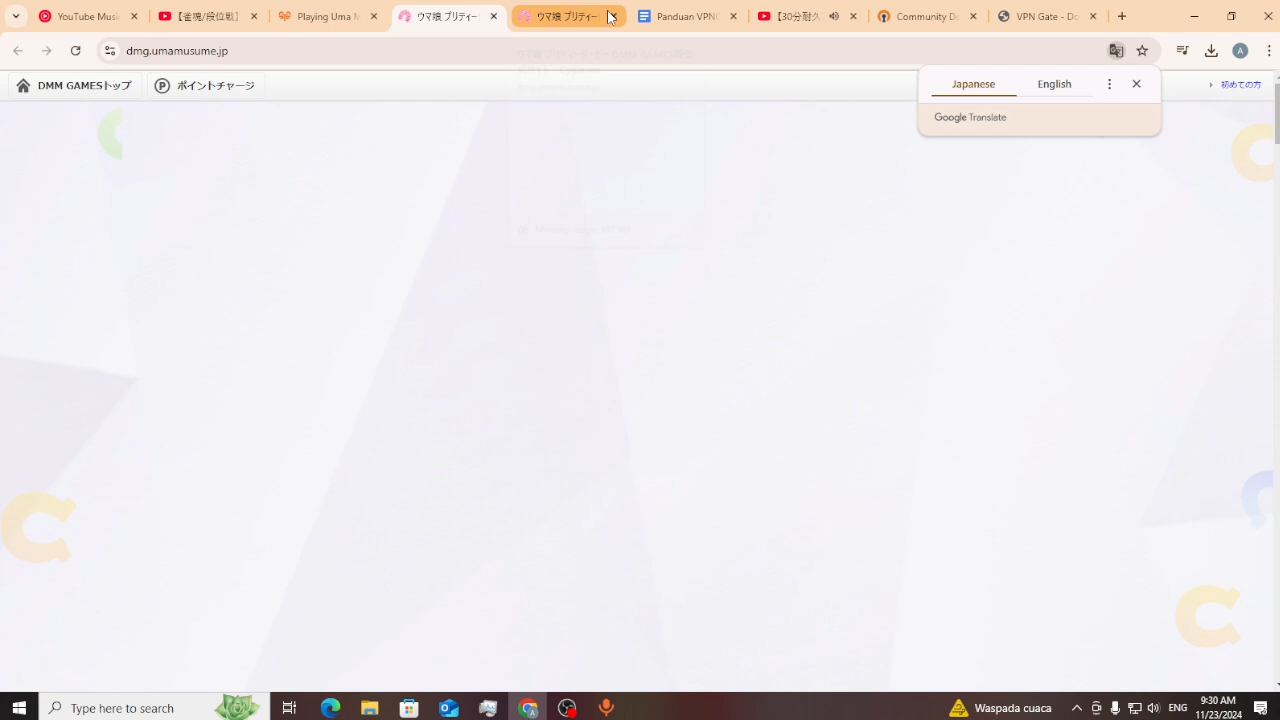 YouTube Music
【雀魂/段位戦】
Playing Uma M
ウマ娘 プリティー
ウマ娘 プリティー
Panduan VPN
【30分耐久
Community D
VPN Gate - Do
dmg.umamusume.jp
DMM GAMESトップ
ポイントチャージ
Japanese
English
初めての方
Google Translate
Type here to search
Waspada cuaca
ENG
9:30 AM
11/23/2024
A